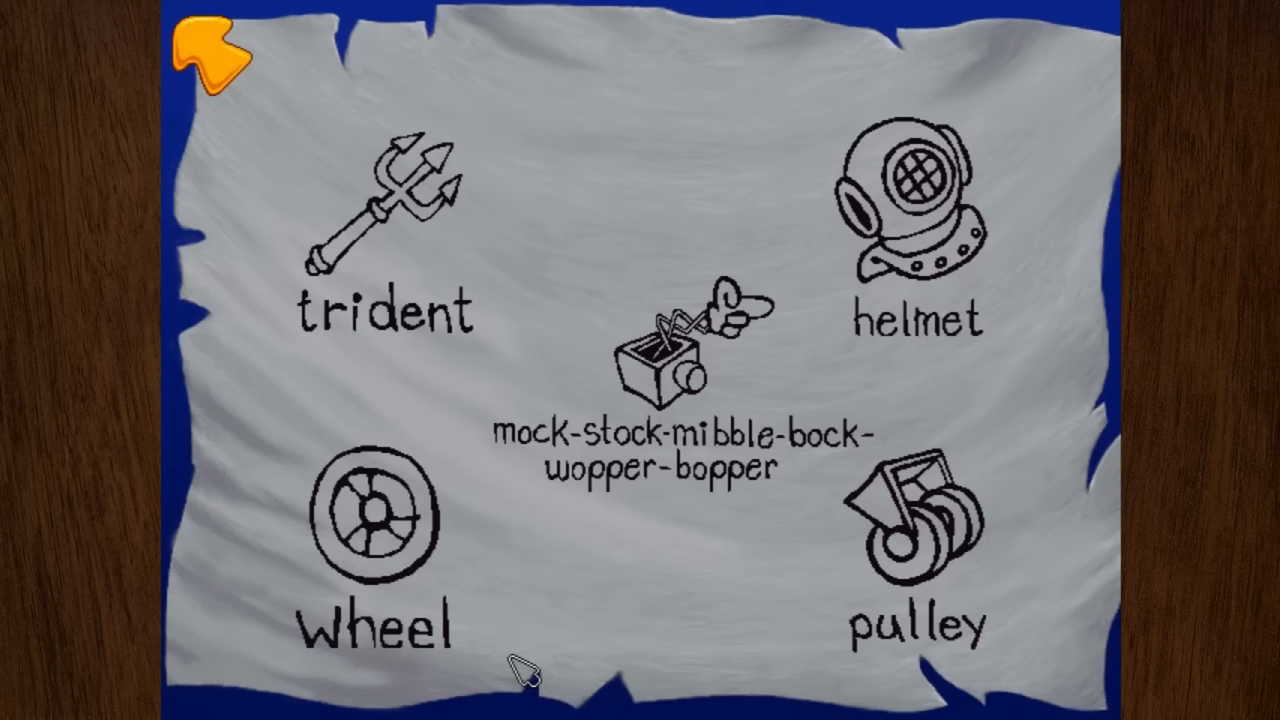 trident
helmet
mock-stock-mibble-bock-
wopper-bopper
wheel
pulley